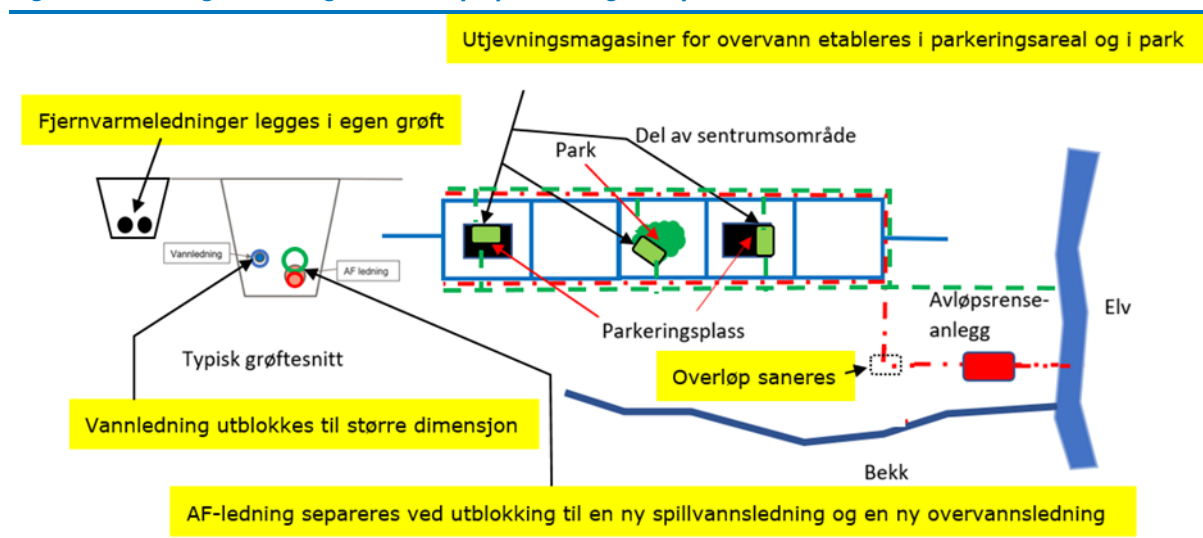 Utjevningsmagasiner for overvann etableres i parkeringsareal og i park
Fjernvarmeledninger legges i egen grøft
Del av sentrumsområde
Park
Vannledning
AF ledning
Parkeringsplass
Avløpsrense-
anlegg
Elv
Typisk grøftesnitt
Overløp saneres
Vannledning utblokkes til større dimensjon
Bekk
AF-ledning separeres ved utblokking til en ny spillvannsledning og en ny overvannsledning